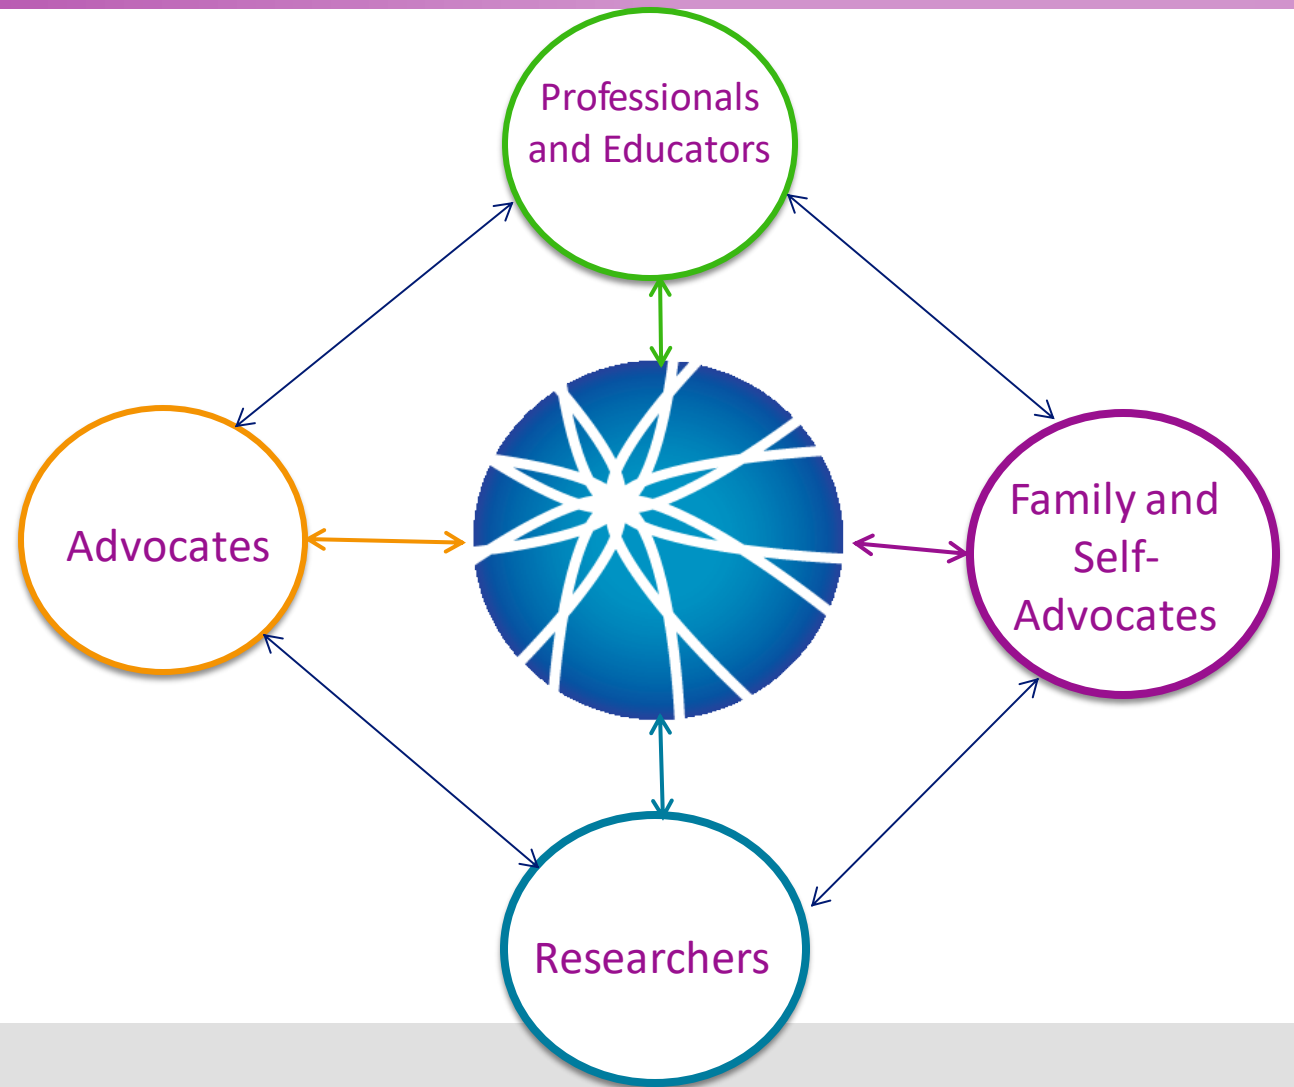 Professionals
and Educators
Advocates
Family and
Self-
Advocates
Researchers